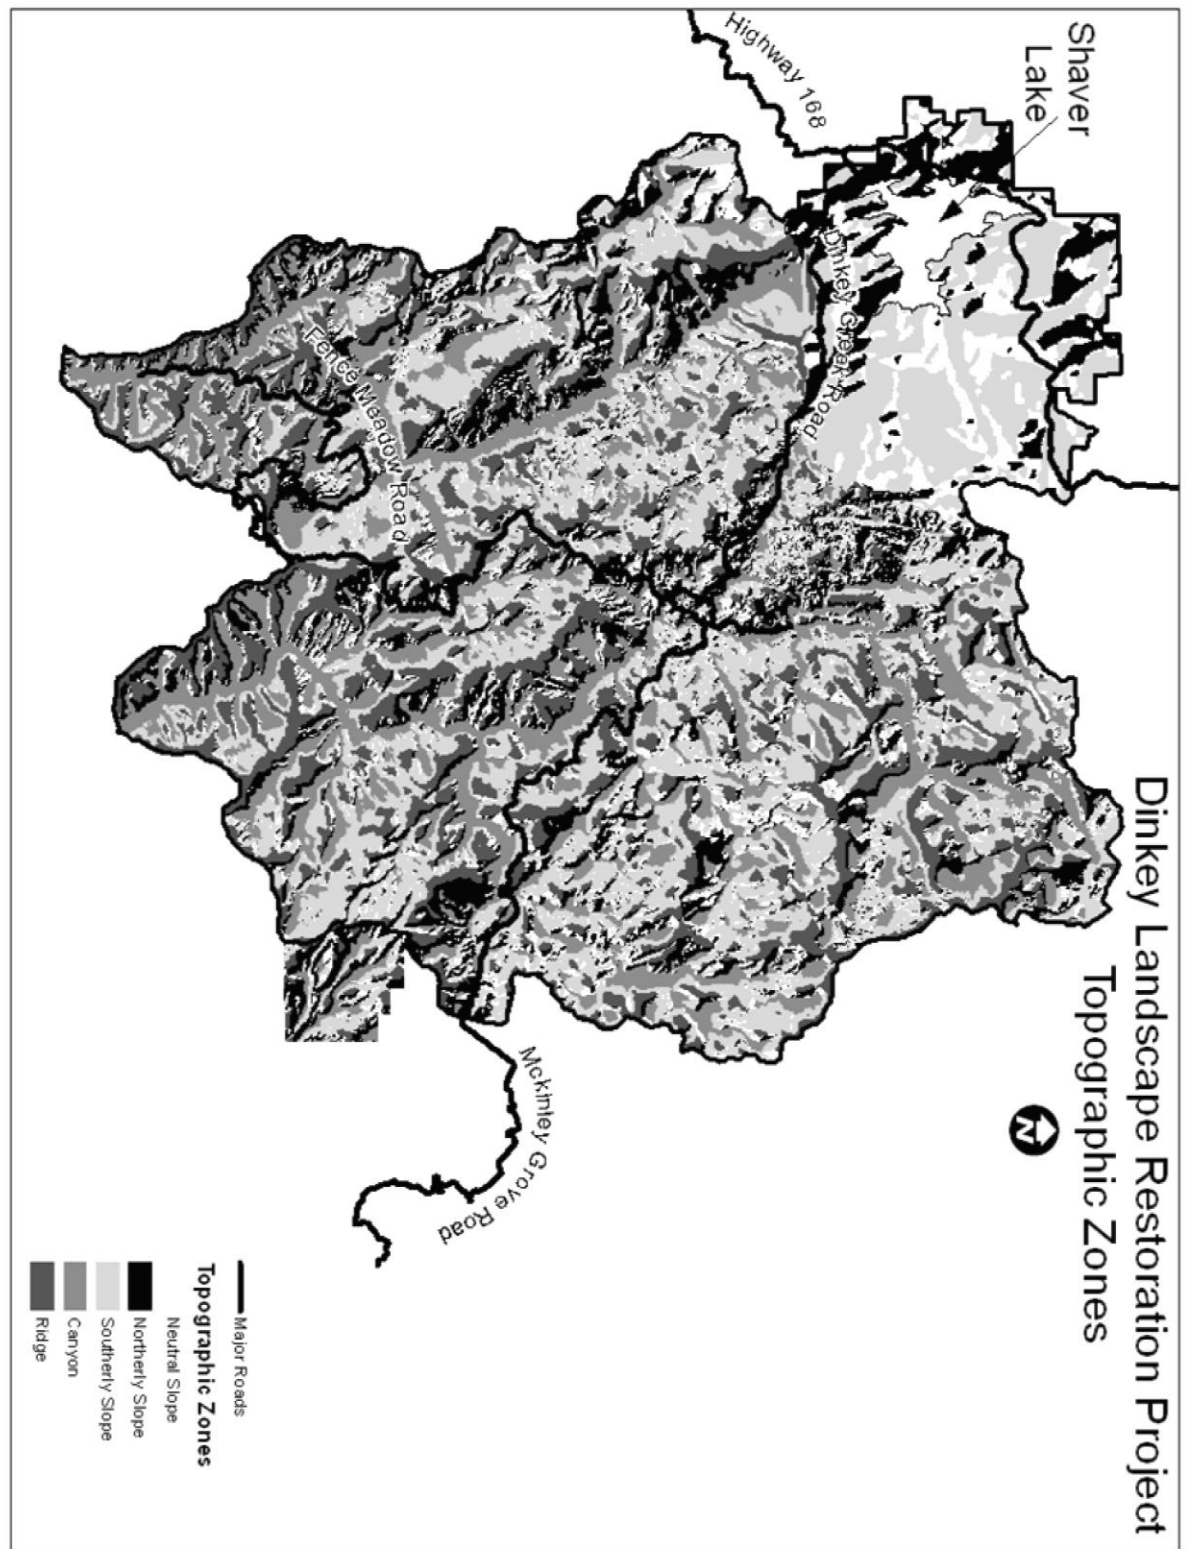 Dinkey Landscape Restoration Project
Topographic Zones
N
Shaver
Lake
Highway 168
Dinkey Creek Road
Fence Meadow Road
Mckinley Grove Road
Major Roads
Topographic Zones
Neutral Slope
Northerly Slope
Southerly Slope
Canyon
Ridge